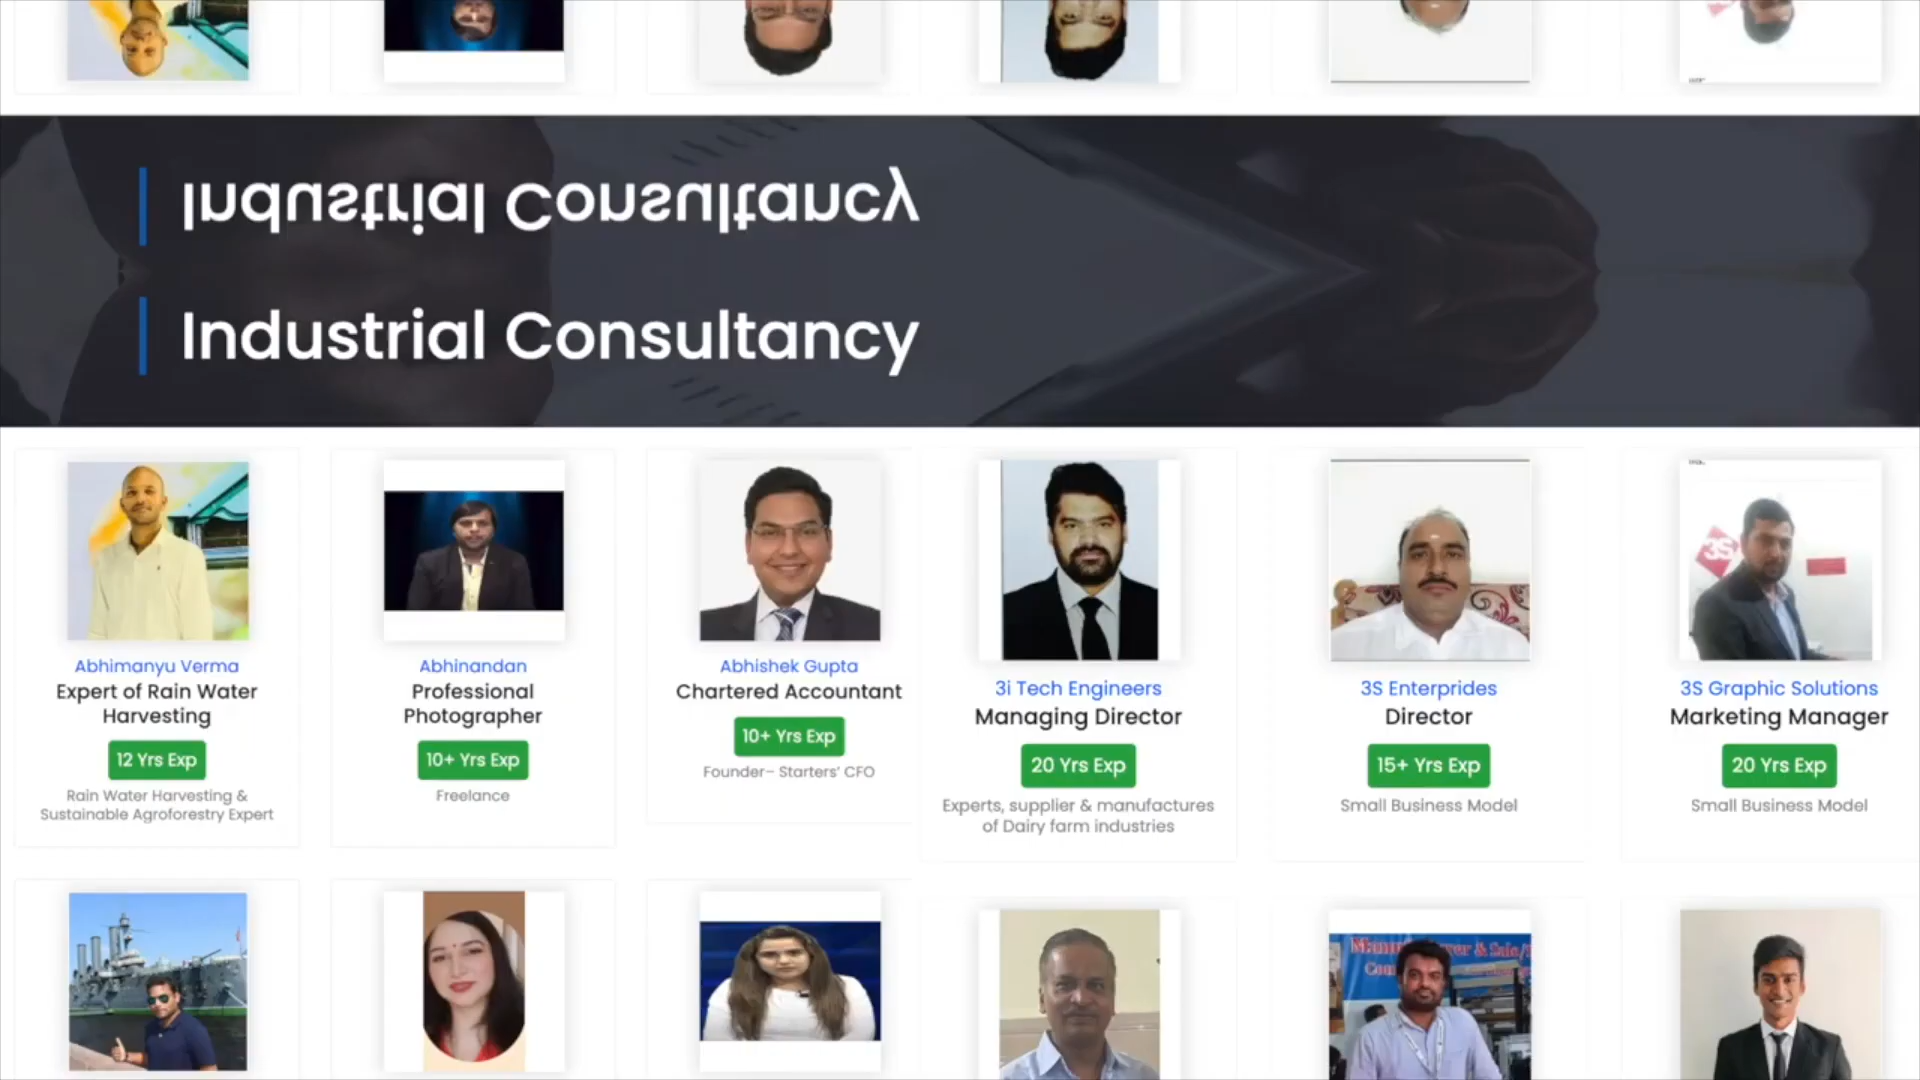 Industrial Consultancy
Industrial Consultancy
Abhimanyu Verma
Expert of Rain Water
Harvesting
12 Yrs Exp
Rain Water Harvesting &
Sustainable Agroforestry Expert
Abhinandan
Professional
Photographer
10+ Yrs Exp
Freelance
Abhishek Gupta
Chartered Accountant
10+ Yrs Exp
Founder– Starters’ CFO
3i Tech Engineers
Managing Director
20 Yrs Exp
Experts, supplier & manufactures
of Dairy farm industries
3S Enterprides
Director
15+ Yrs Exp
Small Business Model
3S
3S Graphic Solutions
Marketing Manager
20 Yrs Exp
Small Business Model